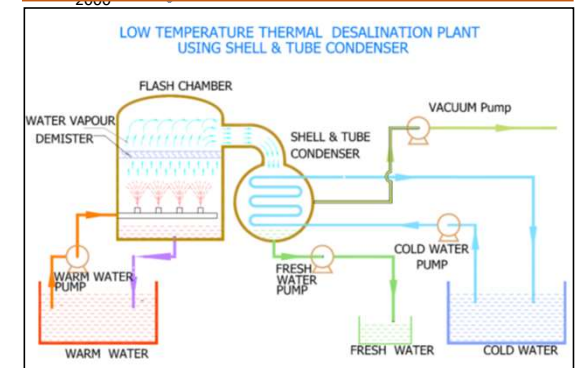 LOW TEMPERATURE THERMAL DESALINATION PLANT
USING SHELL & TUBE CONDENSER
FLASH CHAMBER
WATER VAPOUR
DEMISTER
SHELL & TUBE
CONDENSER
VACUUM Pump
WARM WATER
PUMP
FRESH
WATER
PUMP
COLD WATER
PUMP
WARM WATER
FRESH WATER
COLD WATER